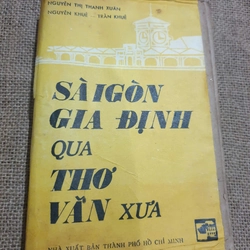 NGUYỄN THỊ THANH XUÂN
NGUYỄN KHUÊ - TRẦN KHUÊ
SÀIGÒN
GIA ĐỊNH
QUA
THƠ
VĂN XƯA
NHÀ XUẤT BẢN THÀNH PHỐ HỒ CHÍ MINH